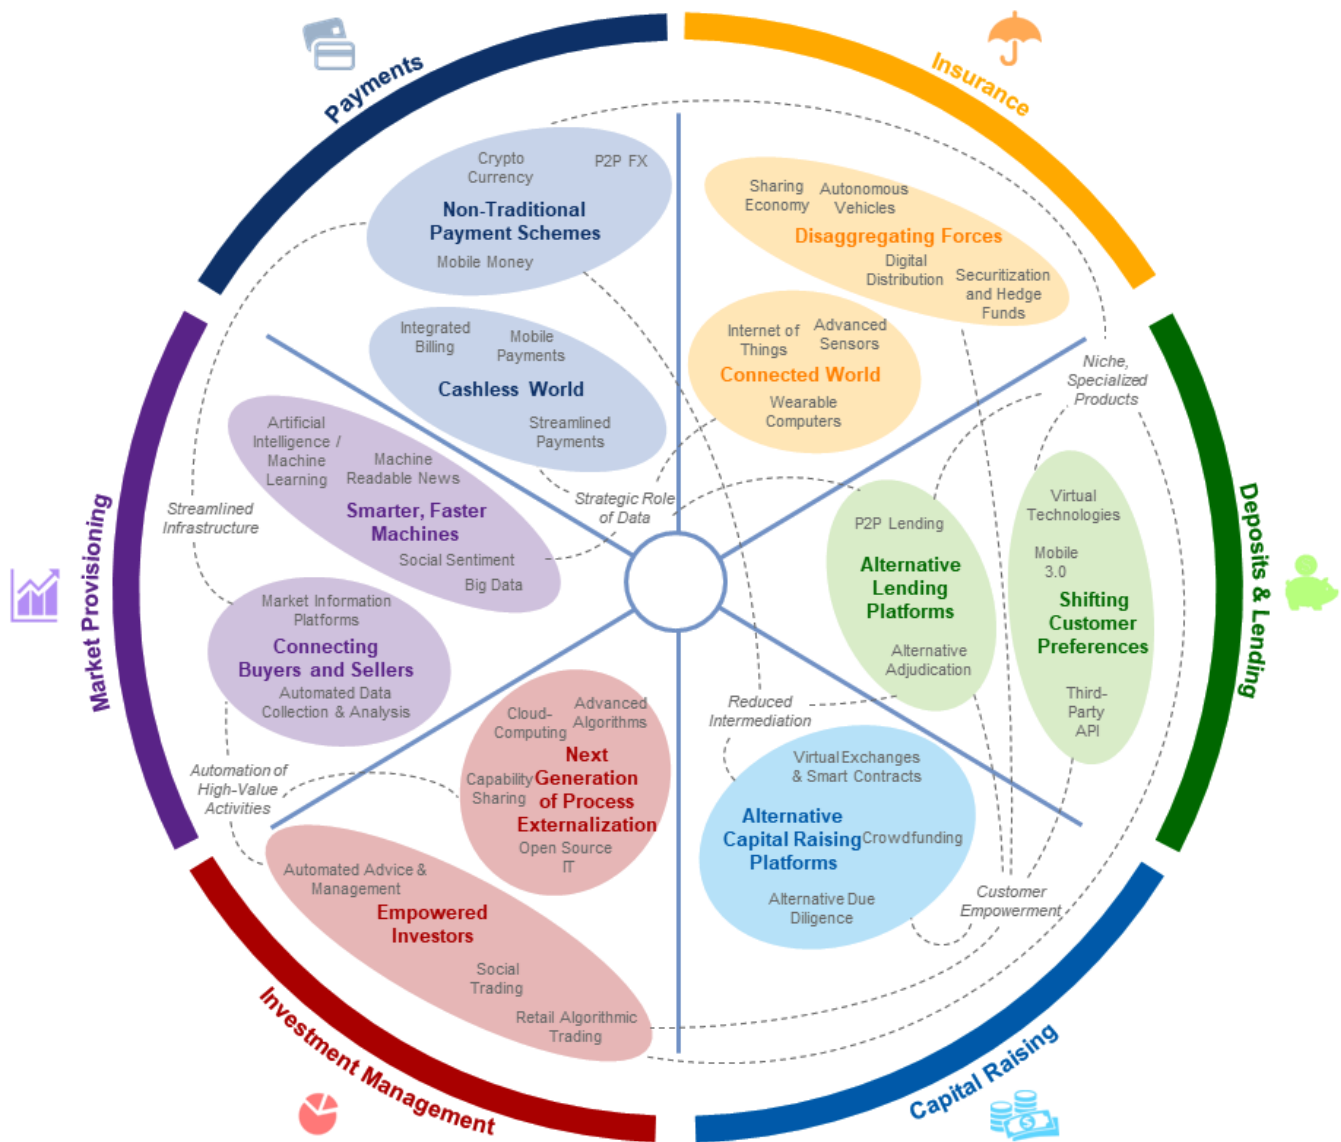 Payments
Crypto
Currency
P2P FX
Non-Traditional
Payment Schemes
Mobile Money
Integrated
Billing
Mobile
Payments
Cashless World
Streamlined
Payments
Insurance
Sharing
Economy
Autonomous
Vehicles
Disaggregating Forces
Digital
Distribution
Securitization
and Hedge
Funds
Internet of
Things
Advanced
Sensors
Connected World
Wearable
Computers
Niche,
Specialized
Products
Deposits & Lending
Virtual
Technologies
Mobile
3.0
Shifting
Customer
Preferences
Third-
Party
API
P2P Lending
Alternative
Lending
Platforms
Alternative
Adjudication
Strategic Role
of Data
Market Provisioning
Artificial
Intelligence /
Machine
Learning
Machine
Readable News
Smarter, Faster
Machines
Social Sentiment
Big Data
Streamlined
Infrastructure
Market Information
Platforms
Connecting
Buyers and Sellers
Automated Data
Collection & Analysis
Automation of
High-Value
Activities
Cloud-
Computing
Advanced
Algorithms
Next
Generation
of Process
Externalization
Capability
Sharing
Open Source
IT
Automated Advice &
Management
Empowered
Investors
Social
Trading
Retail Algorithmic
Trading
Investment Management
Reduced
Intermediation
Virtual Exchanges
& Smart Contracts
Alternative
Capital Raising
Platforms
Crowdfunding
Alternative Due
Diligence
Customer
Empowerment
Capital Raising
$